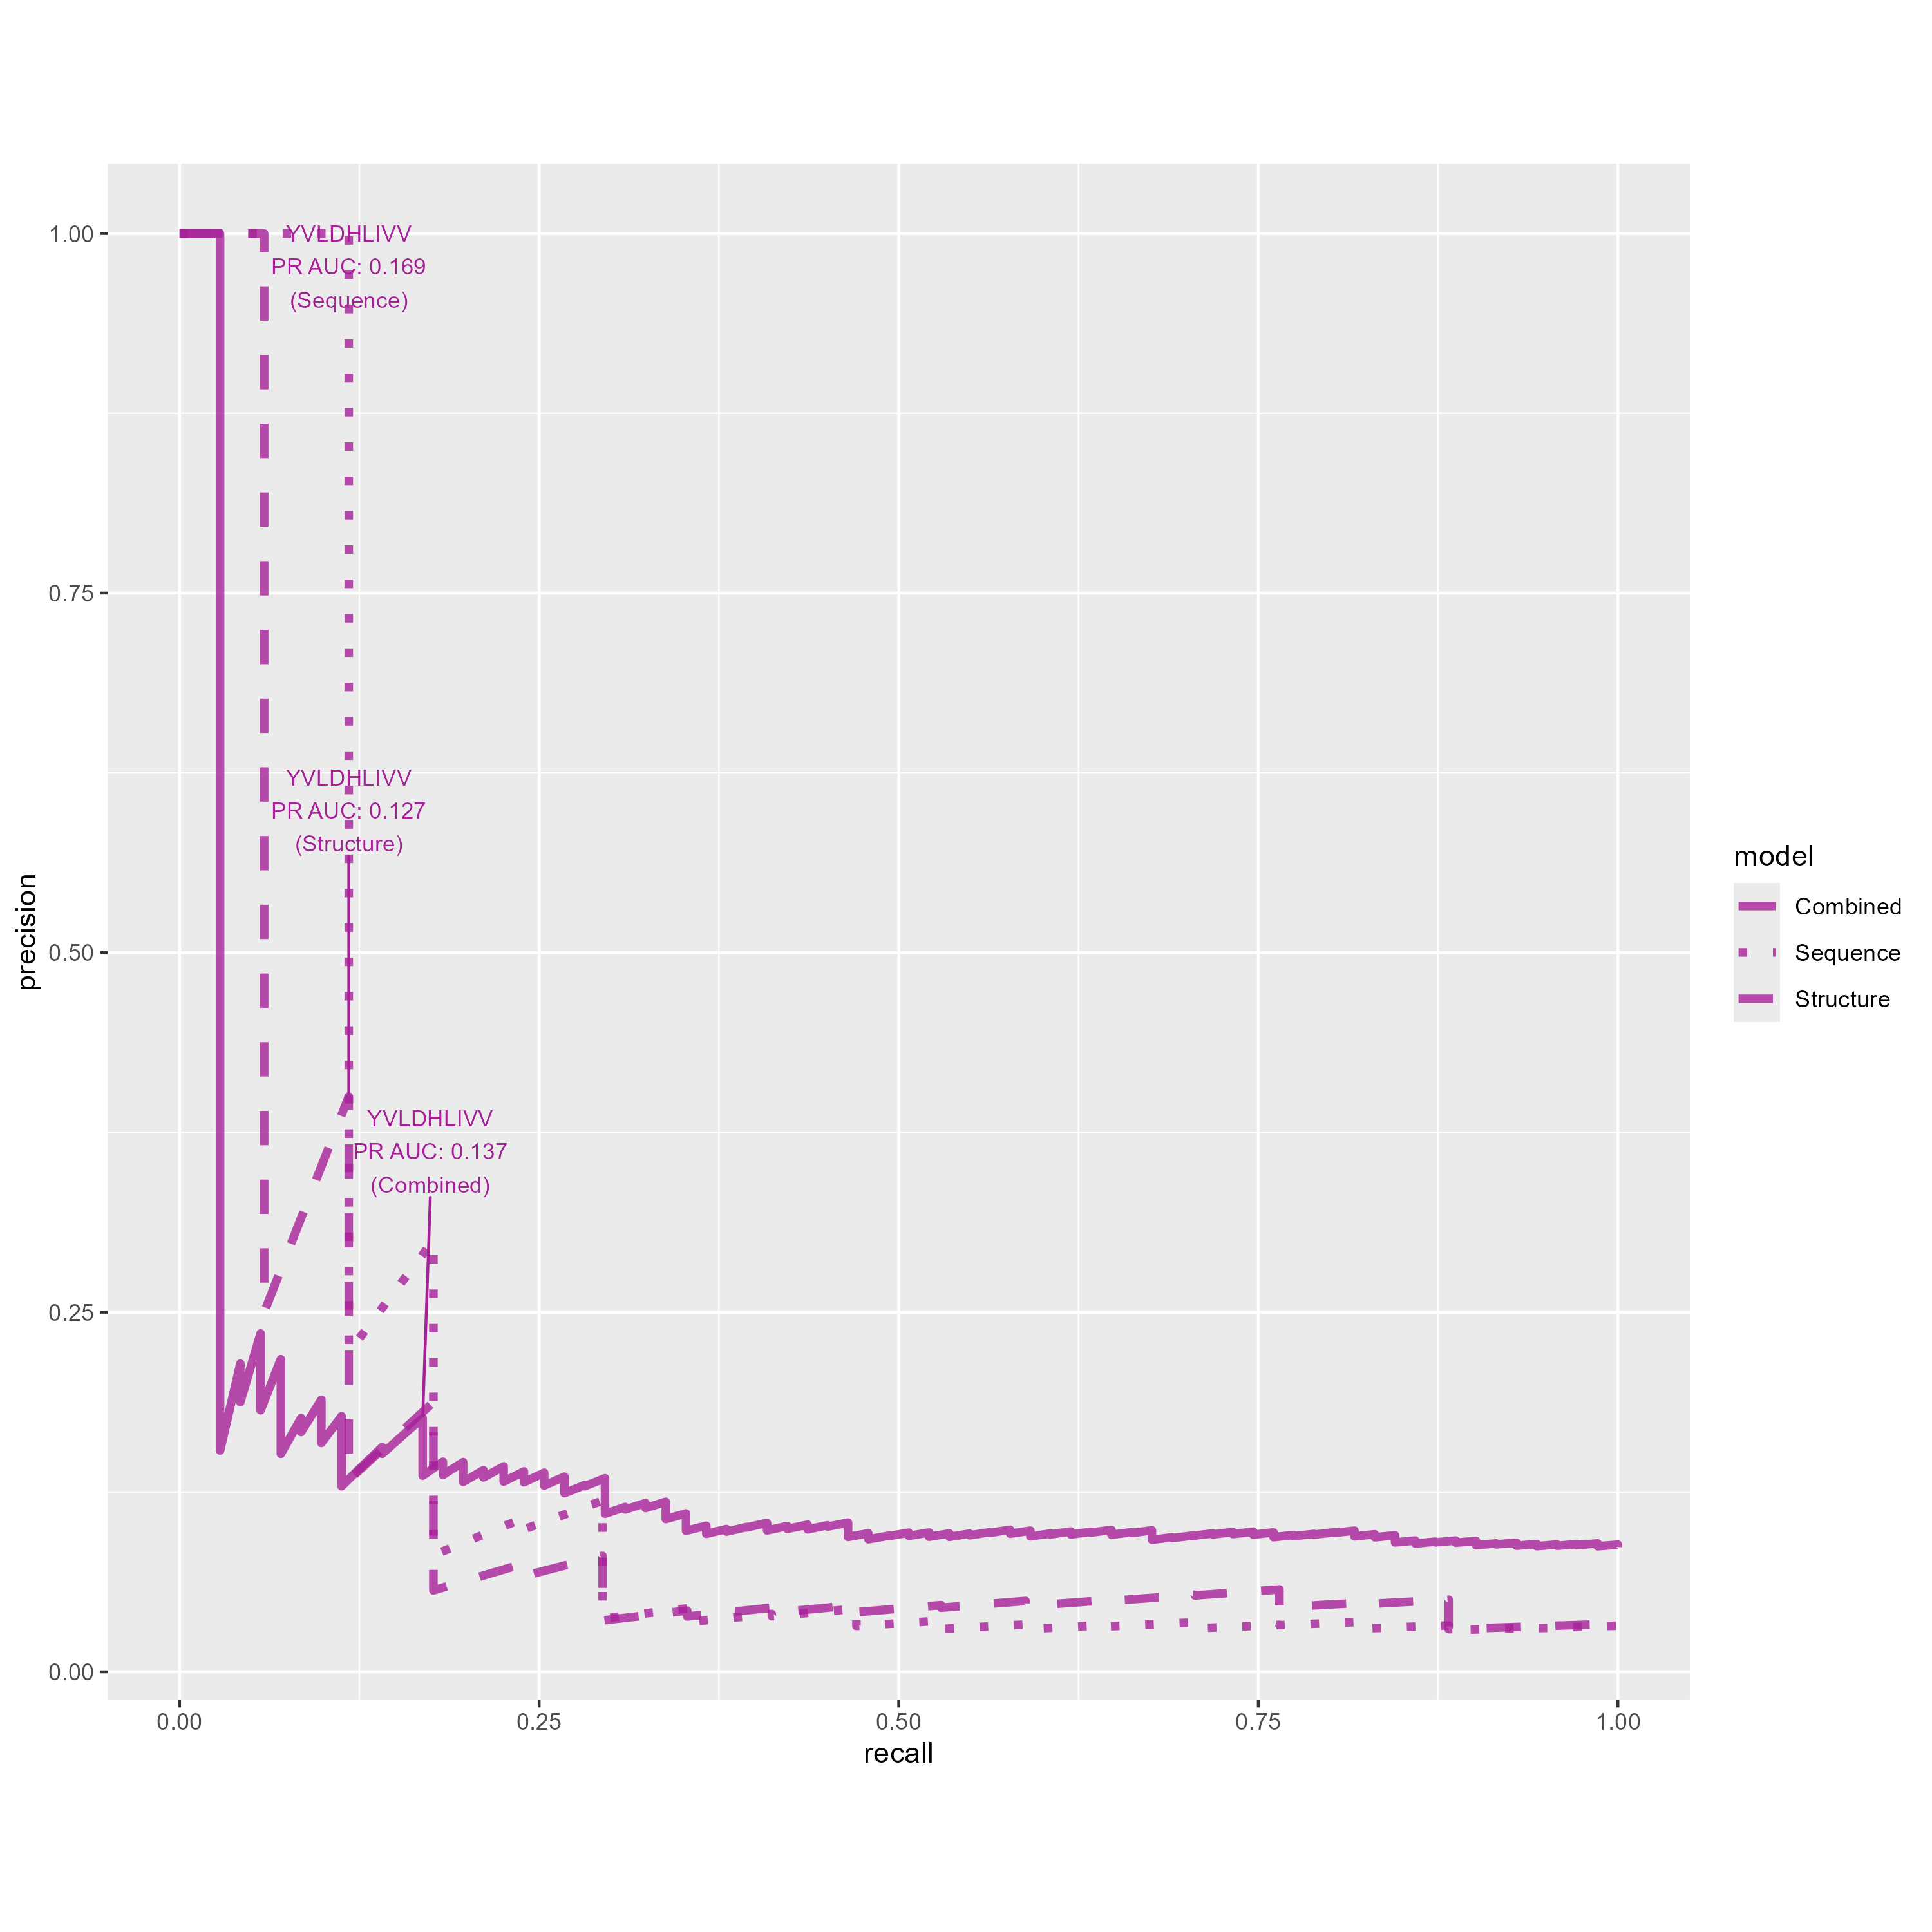 1.00
0.75
0.50
0.25
0.00
precision
YVLDHLIVV
PR AUC: 0.169
(Sequence)
YVLDHLIVV
PR AUC: 0.127
(Structure)
YVLDHLIVV
PR AUC: 0.137
(Combined)
0.00
0.25
0.50
0.75
1.00
recall
model
Combined
Sequence
Structure